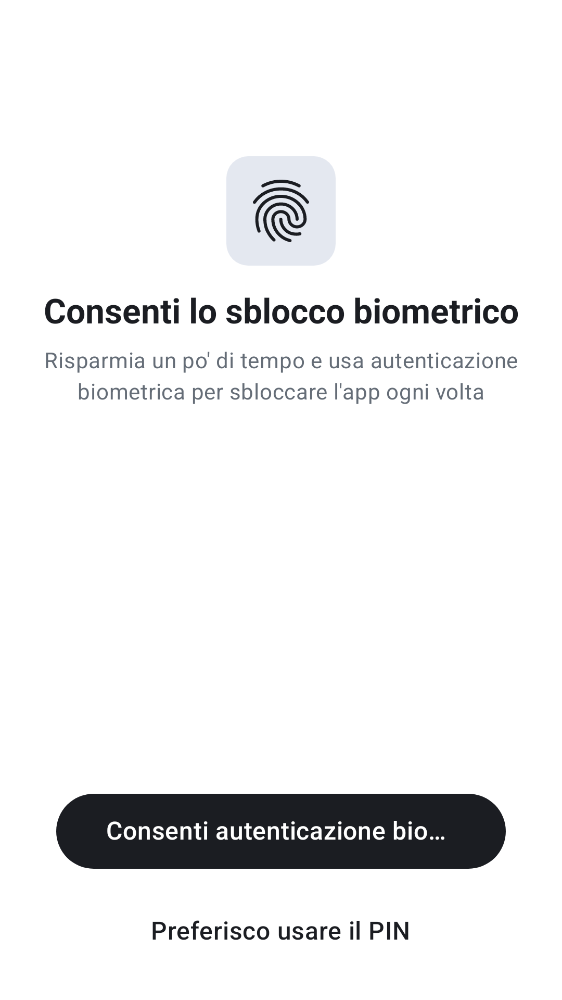 Consenti lo sblocco biometrico
Risparmia un po' di tempo e usa autenticazione
biometrica per sbloccare l'app ogni volta
Consenti autenticazione bio…
Preferisco usare il PIN